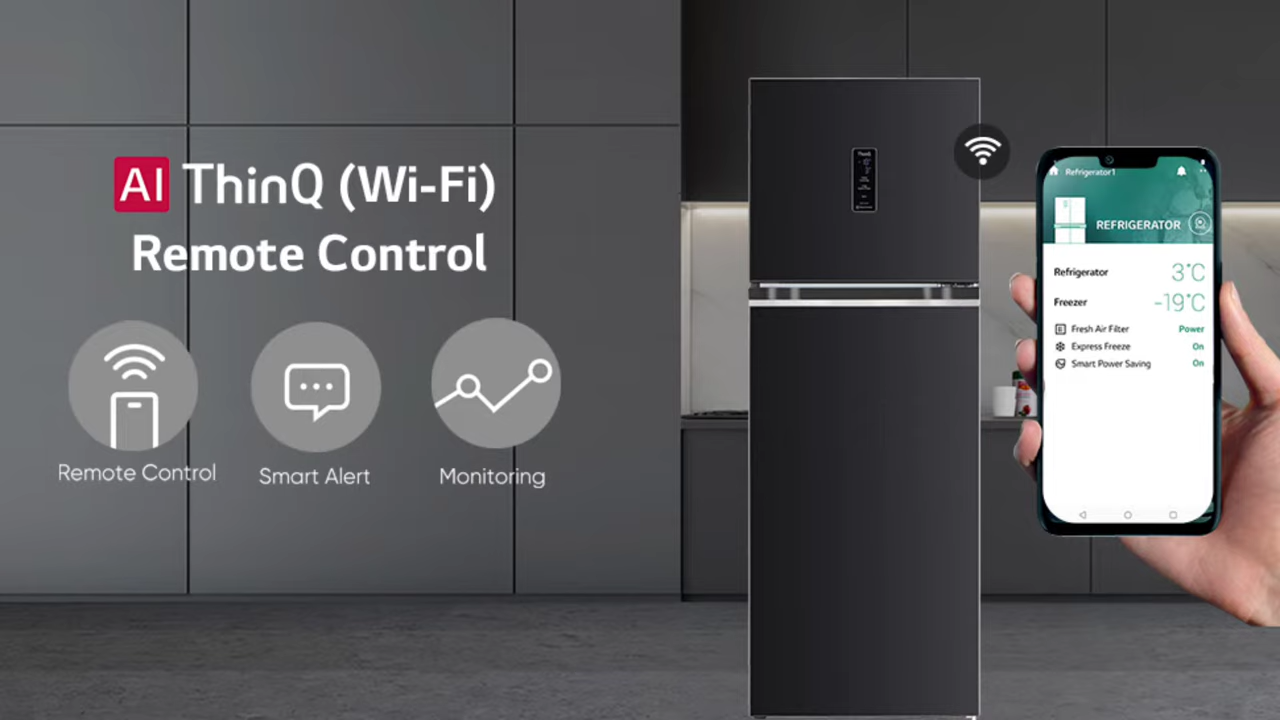 AI ThinQ (Wi-Fi)
Remote Control
Remote Control
Smart Alert
Monitoring
ThinQ
Refrigerator1
REFRIGERATOR
Refrigerator 3°C
Freezer -19°C
Fresh Air Filter Power
Express Freeze On
Smart Power Saving On